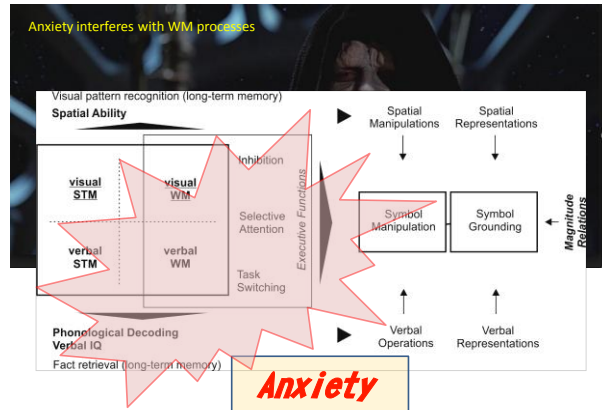 Anxiety interferes with WM processes
Visual pattern recognition (long-term memory)
Spatial Ability
Spatial
Manipulations
Spatial
Representations
visual
STM
visual
WM
Inhibition
Selective
Attention
Executive Functions
Symbol
Manipulation
Symbol
Grounding
Magnitude
Relations
verbal
STM
verbal
WM
Task
Switching
Phonological Decoding
Verbal IQ
Fact retrieval (long-term memory)
Verbal
Operations
Verbal
Representations
Anxiety